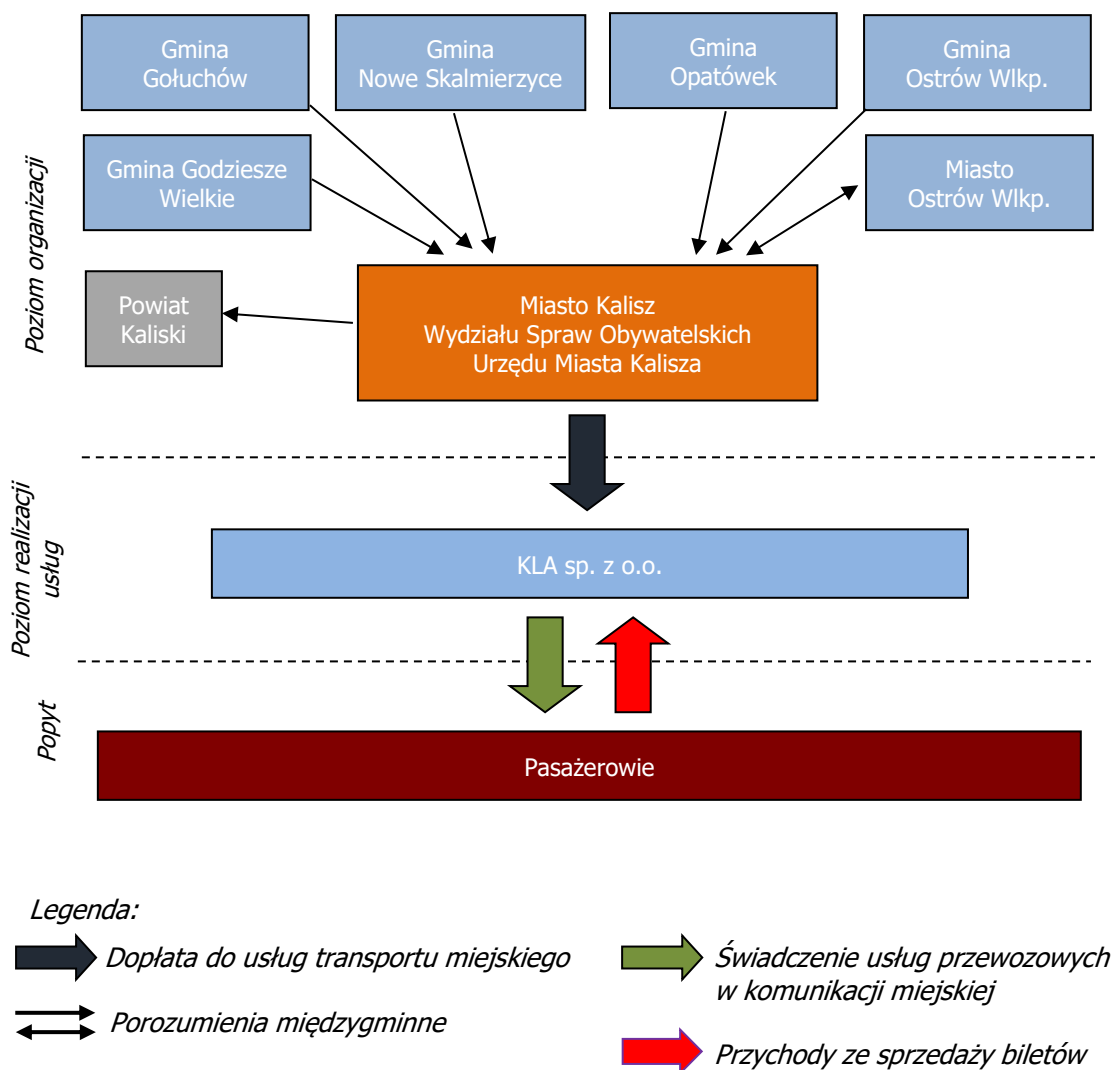 Gmina
Gołuchów
Gmina
Nowe Skalmierzyce
Gmina
Opatówek
Gmina
Ostrów Wlkp.
Gmina Godziesze
Wielkie
Miasto
Ostrów Wlkp.
Poziom organizacji
Powiat
Kaliski
Miasto Kalisz
Wydziału Spraw Obywatelskich
Urzędu Miasta Kalisza
Poziom realizacji
usług
KLA sp. z o.o.
Popyt
Pasażerowie
Legenda:
Dopłata do usług transportu miejskiego
Porozumienia międzygminne
Świadczenie usług przewozowych
w komunikacji miejskiej
Przychody ze sprzedaży biletów